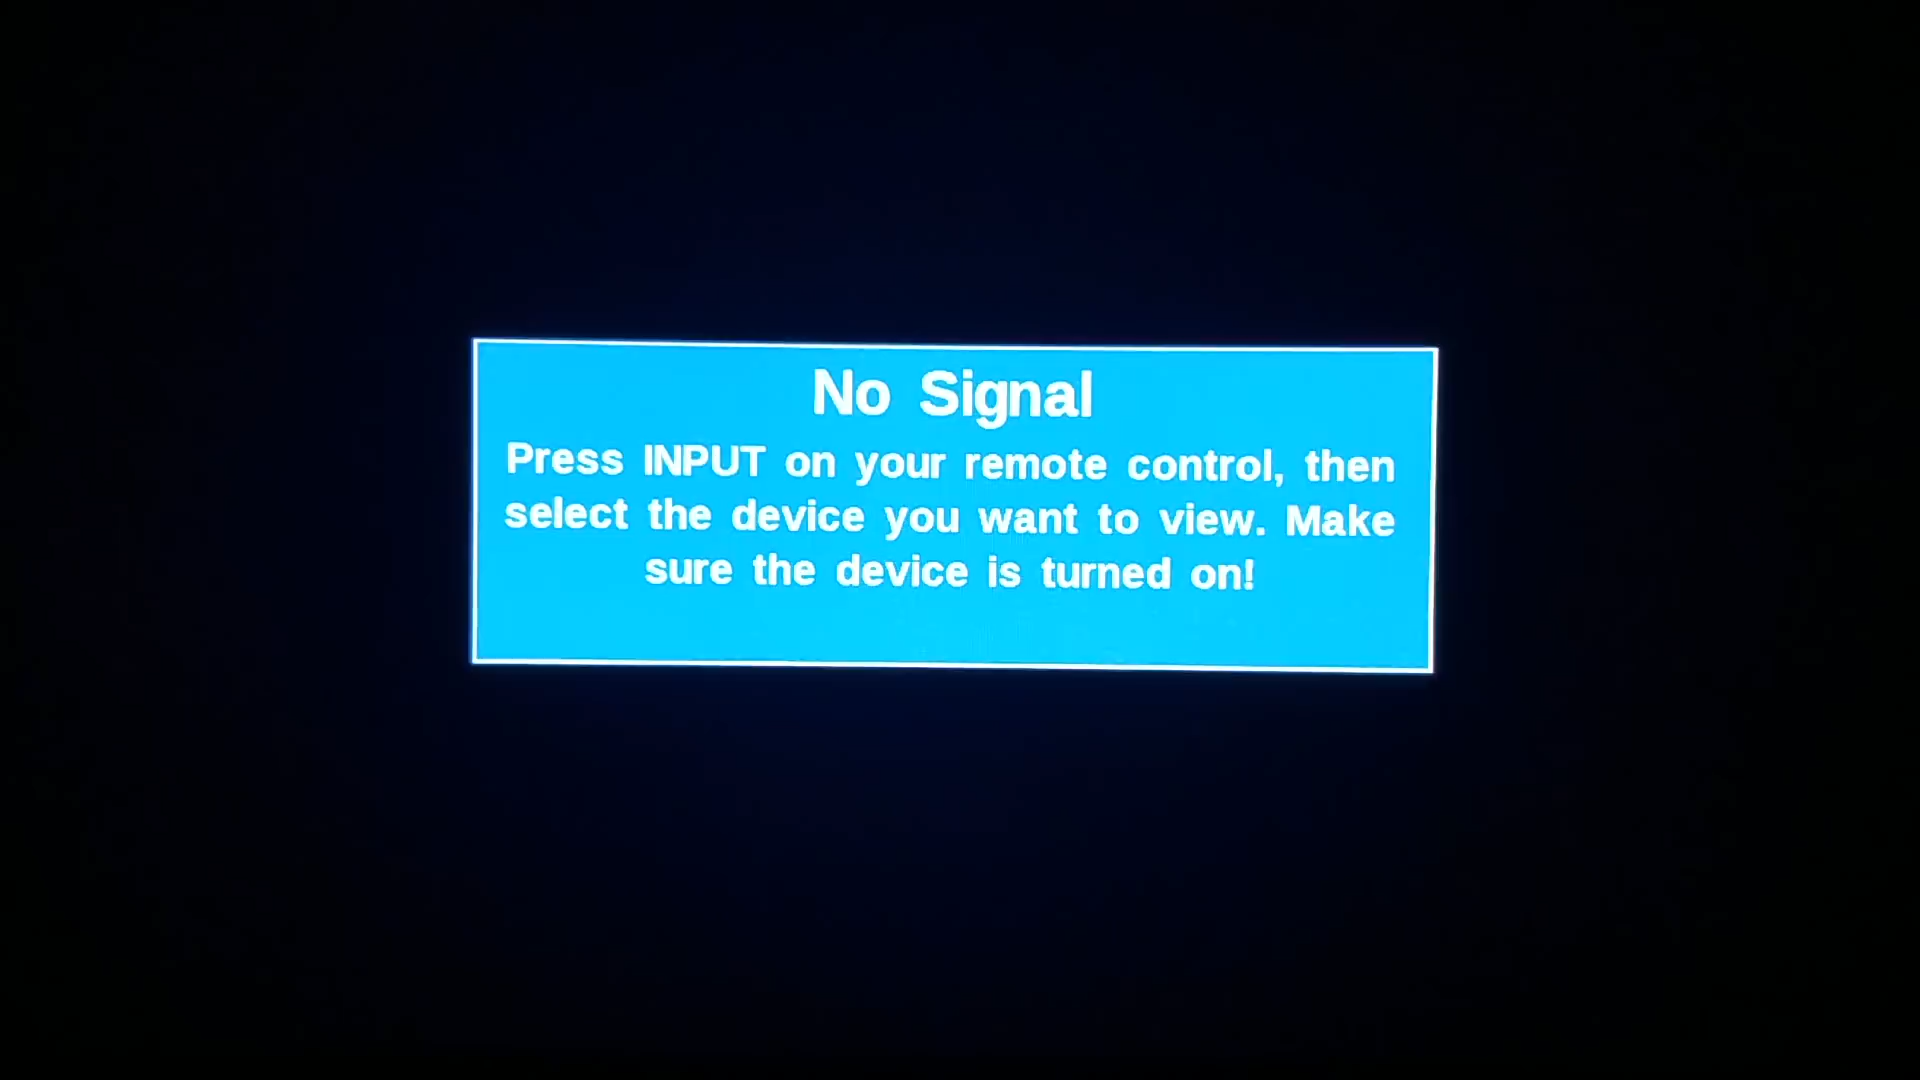 No Signal
Press INPUT on your remote control, then
select the device you want to view. Make
sure the device is turned on!